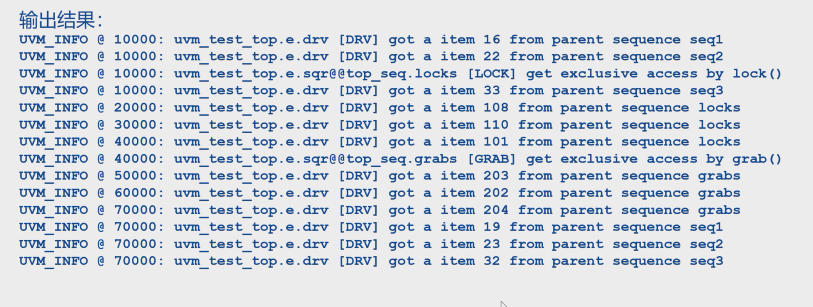 输出结果：
UVM_INFO @ 10000: uvm_test_top.e.drv [DRV] got a item 16 from parent sequence seq1
UVM_INFO @ 10000: uvm_test_top.e.drv [DRV] got a item 22 from parent sequence seq2
UVM_INFO @ 10000: uvm_test_top.e.sqr@@top_seq.locks [LOCK] get exclusive access by lock()
UVM_INFO @ 10000: uvm_test_top.e.drv [DRV] got a item 33 from parent sequence seq3
UVM_INFO @ 20000: uvm_test_top.e.drv [DRV] got a item 108 from parent sequence locks
UVM_INFO @ 30000: uvm_test_top.e.drv [DRV] got a item 110 from parent sequence locks
UVM_INFO @ 40000: uvm_test_top.e.drv [DRV] got a item 101 from parent sequence locks
UVM_INFO @ 40000: uvm_test_top.e.sqr@@top_seq.grabs [GRAB] get exclusive access by grab()
UVM_INFO @ 50000: uvm_test_top.e.drv [DRV] got a item 203 from parent sequence grabs
UVM_INFO @ 60000: uvm_test_top.e.drv [DRV] got a item 202 from parent sequence grabs
UVM_INFO @ 70000: uvm_test_top.e.drv [DRV] got a item 204 from parent sequence grabs
UVM_INFO @ 70000: uvm_test_top.e.drv [DRV] got a item 19 from parent sequence seq1
UVM_INFO @ 70000: uvm_test_top.e.drv [DRV] got a item 23 from parent sequence seq2
UVM_INFO @ 70000: uvm_test_top.e.drv [DRV] got a item 32 from parent sequence seq3